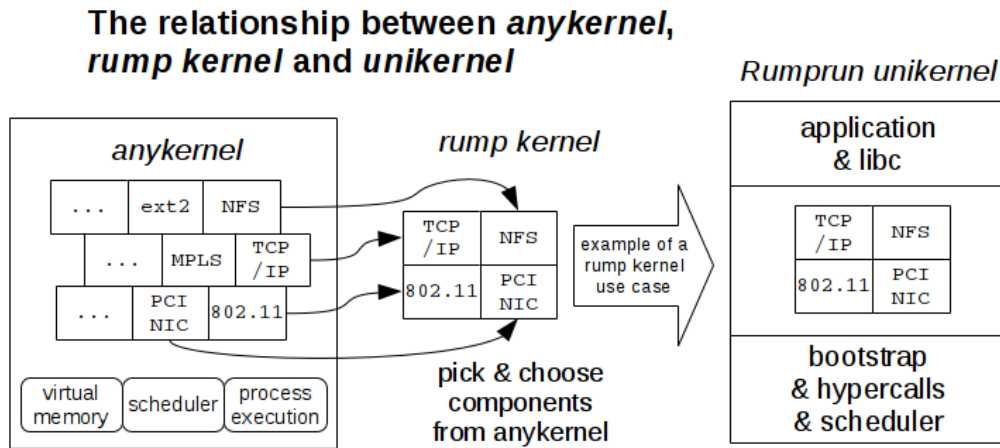 The relationship between anykernel,
rump kernel and unikernel
anykernel
... ext2 NFS
... MPLS TCP
/IP
... PCI
NIC 802.11
virtual
memory
scheduler
process
execution
rump kernel
TCP
/IP
NFS
802.11
PCI
NIC
pick & choose
components
from anykernel
example of a
rump kernel
use case
Rumprun unikernel
application
& libc
TCP
/IP
NFS
802.11
PCI
NIC
bootstrap
& hypercalls
& scheduler